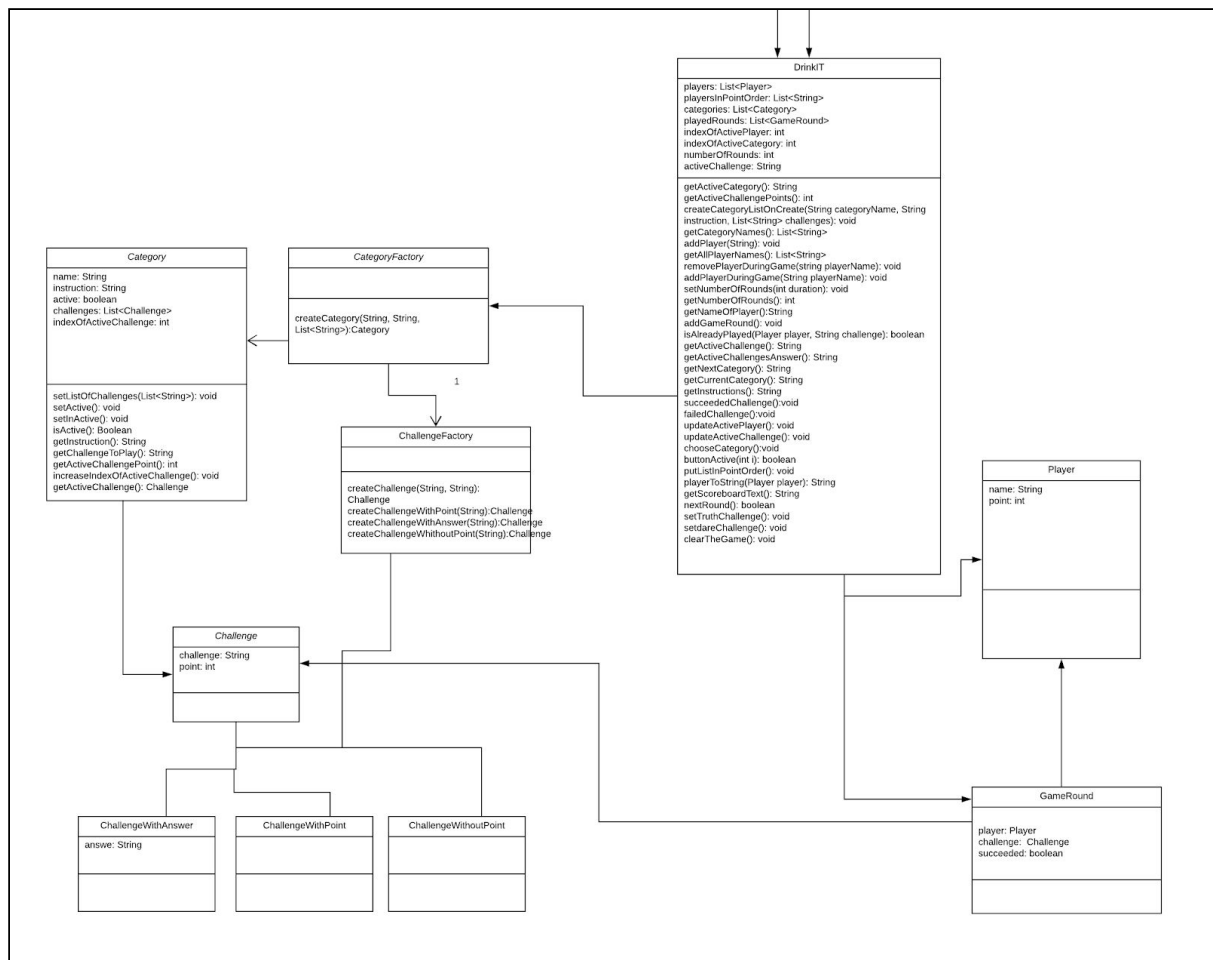 DrinkIT
players: List<Player>
playersInPointOrder: List<String>
categories: List<Category>
playedRounds: List<GameRound>
indexOfActivePlayer: int
indexOfActiveCategory: int
numberOfRounds: int
activeChallenge: String
getActiveCategory(): String
getActiveChallengePoints(): int
createCategoryListOnCreate(String categoryName, String
instruction, List<String> challenges): void
getCategoryNames(): List<String>
addPlayer(String): void
getAllPlayerNames(): List<String>
removePlayerDuringGame(string playerName): void
addPlayerDuringGame(String playerName): void
setNumberOfRounds(int duration): void
getNumberOfRounds(): int
getNameOfPlayer():String
addGameRound(): void
isAlreadyPlayed(Player player, String challenge): boolean
getActiveChallenge(): String
getActiveChallengesAnswer(): String
getNextCategory(): String
getCurrentCategory(): String
getInstructions(): String
succeededChallenge():void
failedChallenge():void
updateActivePlayer(): void
updateActiveChallenge(): void
chooseCategory():void
buttonActive(int i): boolean
putListInPointOrder(): void
playerToString(Player player): String
getScoreboardText(): String
nextRound(): boolean
setTruthChallenge(): void
setdareChallenge(): void
clearTheGame(): void
Category
name: String
instruction: String
active: boolean
challenges: List<Challenge>
indexOfActiveChallenge: int
setListOfChallenges(List<String>): void
setActive(): void
setInActive(): void
isActive(): Boolean
getInstruction(): String
getChallengeToPlay(): String
getActiveChallengePoint(): int
increaseIndexOfActiveChallenge(): void
getActiveChallenge(): Challenge
CategoryFactory
createCategory(String, String,
List<String>):Category
1
ChallengeFactory
createChallenge(String, String):
Challenge
createChallengeWithPoint(String):Challenge
createChallengeWithAnswer(String):Challenge
createChallengeWhithoutPoint(String):Challenge
Player
name: String
point: int
Challenge
challenge: String
point: int
ChallengeWithAnswer
answe: String
ChallengeWithPoint
ChallengeWithoutPoint
GameRound
player: Player
challenge: Challenge
succeeded: boolean